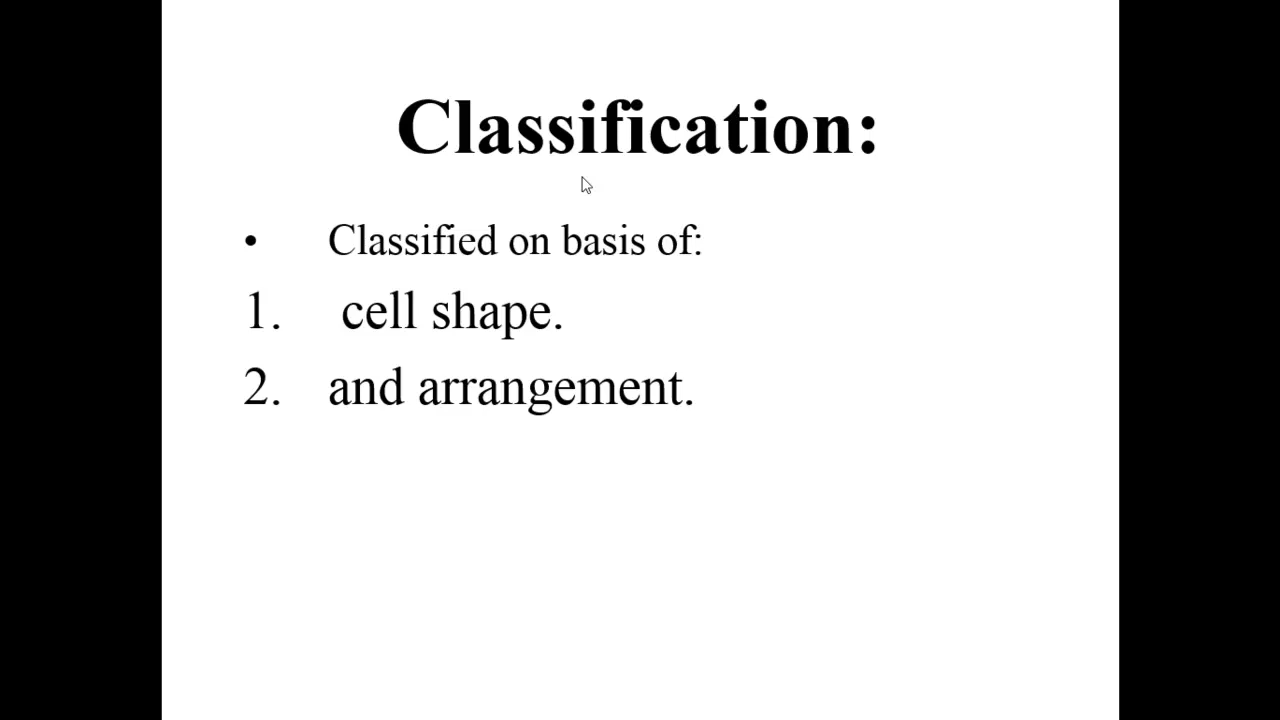 Classification:
• Classified on basis of:
1. cell shape.
2. and arrangement.